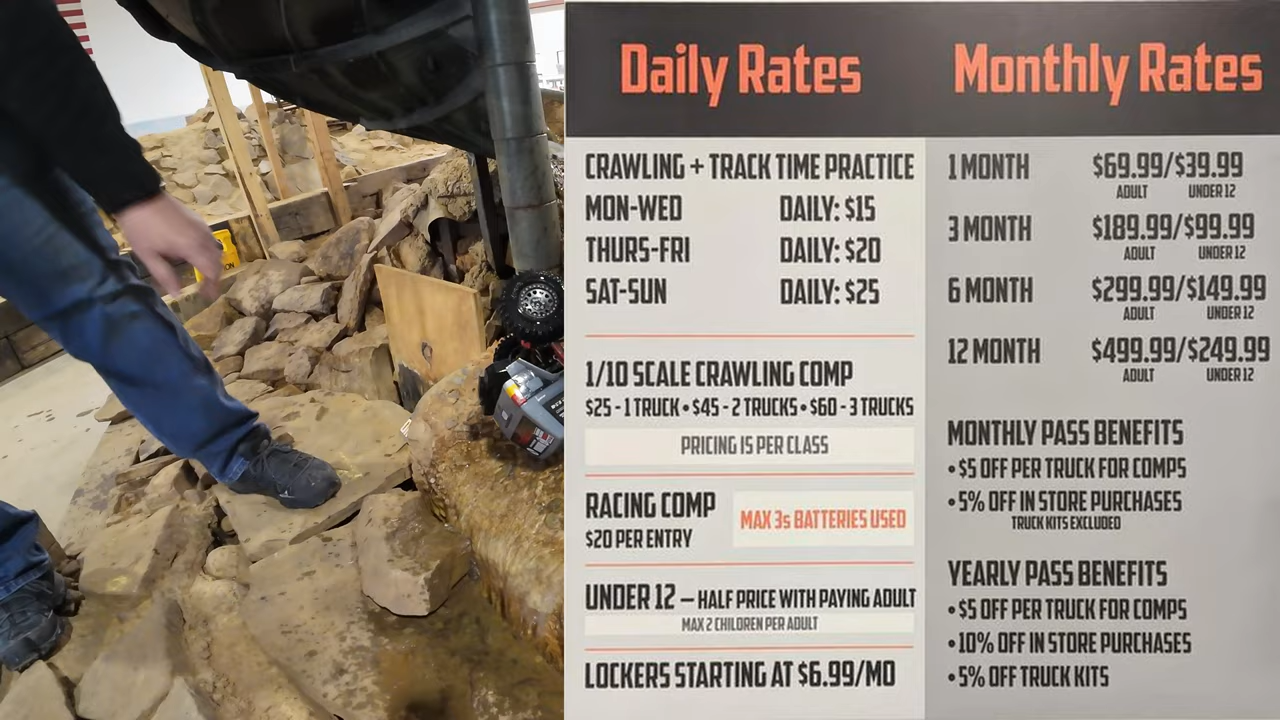 Daily Rates
CRAWLING + TRACK TIME PRACTICE
MON-WED DAILY: $15
THURS-FRI DAILY: $20
SAT-SUN DAILY: $25
1/10 SCALE CRAWLING COMP
$25 - 1 TRUCK • $45 - 2 TRUCKS • $60 - 3 TRUCKS
PRICING IS PER CLASS
RACING COMP
$20 PER ENTRY
MAX 3s BATTERIES USED
UNDER 12 – HALF PRICE WITH PAYING ADULT
MAX 2 CHILDREN PER ADULT
LOCKERS STARTING AT $6.99/MO
Monthly Rates
1 MONTH $69.99/$39.99
ADULT UNDER 12
3 MONTH $189.99/$99.99
ADULT UNDER 12
6 MONTH $299.99/$149.99
ADULT UNDER 12
12 MONTH $499.99/$249.99
ADULT UNDER 12
MONTHLY PASS BENEFITS
• $5 OFF PER TRUCK FOR COMPS
• 5% OFF IN STORE PURCHASES
TRUCK KITS EXCLUDED
YEARLY PASS BENEFITS
• $5 OFF PER TRUCK FOR COMPS
• 10% OFF IN STORE PURCHASES
• 5% OFF TRUCK KITS